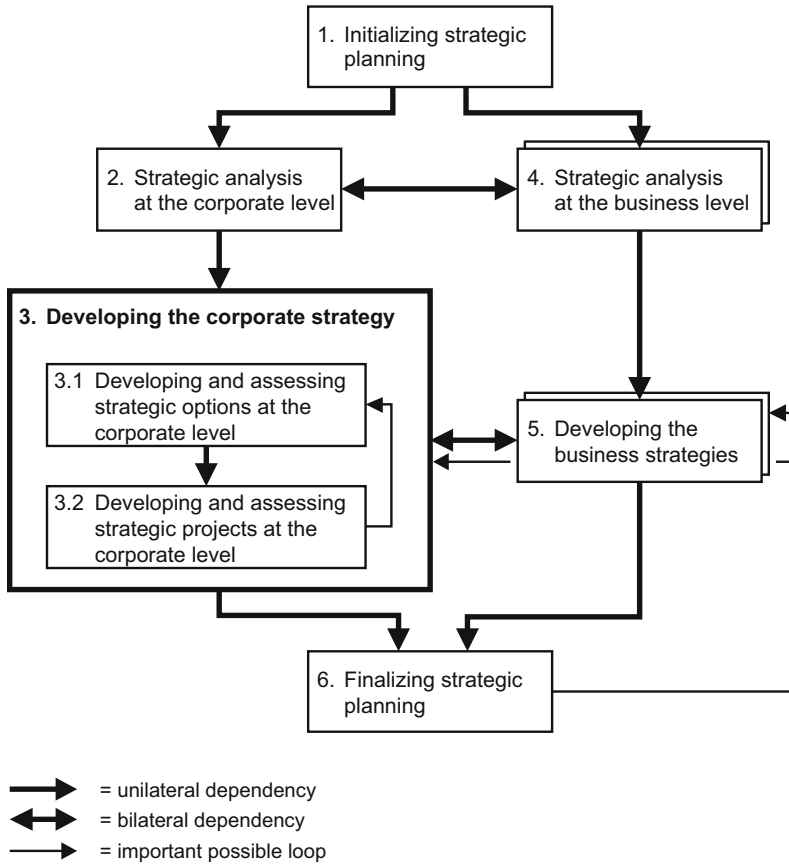 1. Initializing strategic
planning
2. Strategic analysis
at the corporate level
4. Strategic analysis
at the business level
3. Developing the corporate strategy
3.1 Developing and assessing
strategic options at the
corporate level
3.2 Developing and assessing
strategic projects at the
corporate level
5. Developing the
business strategies
6. Finalizing strategic
planning
= unilateral dependency
= bilateral dependency
= important possible loop